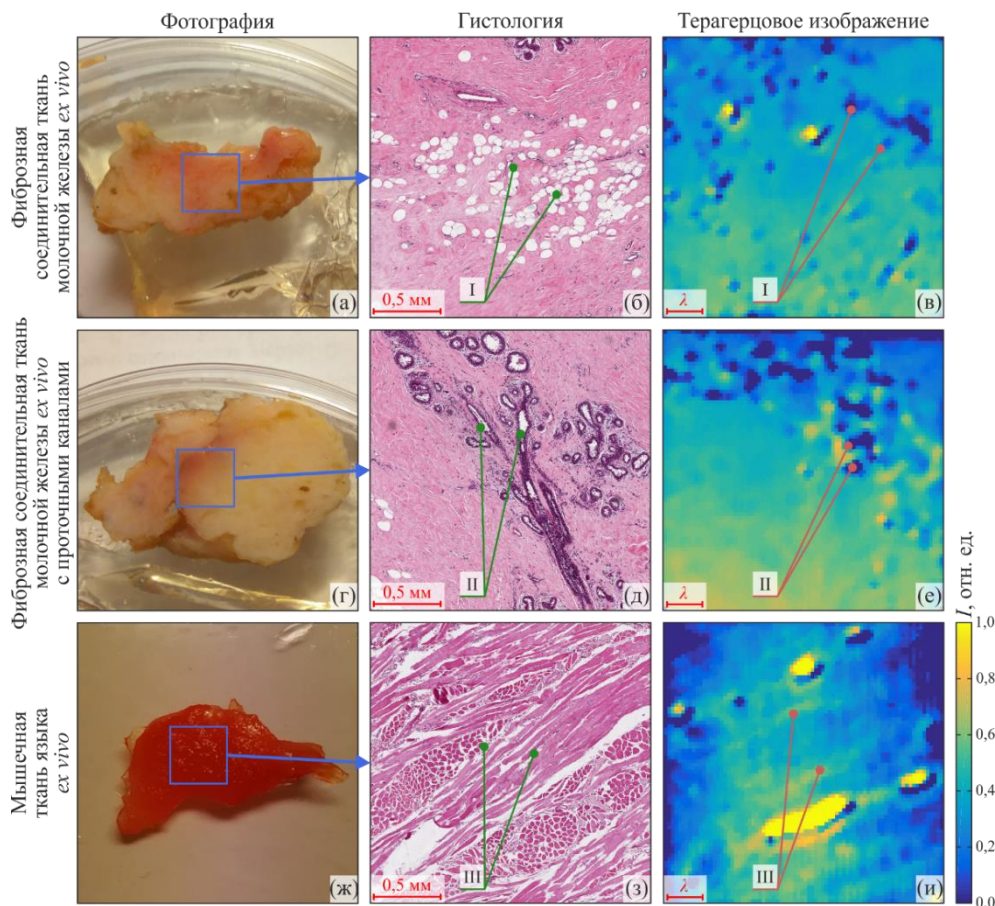 Фотография
Гистология
Терагерцовое изображение
Фиброзная
соединительная ткань
молочной железы ex vivo
(а)
I
0,5 мм
(б)
I
λ
(в)
Фиброзная соединительная ткань
молочной железы ex vivo
с проточными каналами
(г)
II
0,5 мм
(д)
II
λ
(е)
I, отн. ед.
Мышечная
ткань языка
ex vivo
(ж)
III
0,5 мм
(з)
III
λ
(и)
1,0
0,8
0,6
0,4
0,2
0,0